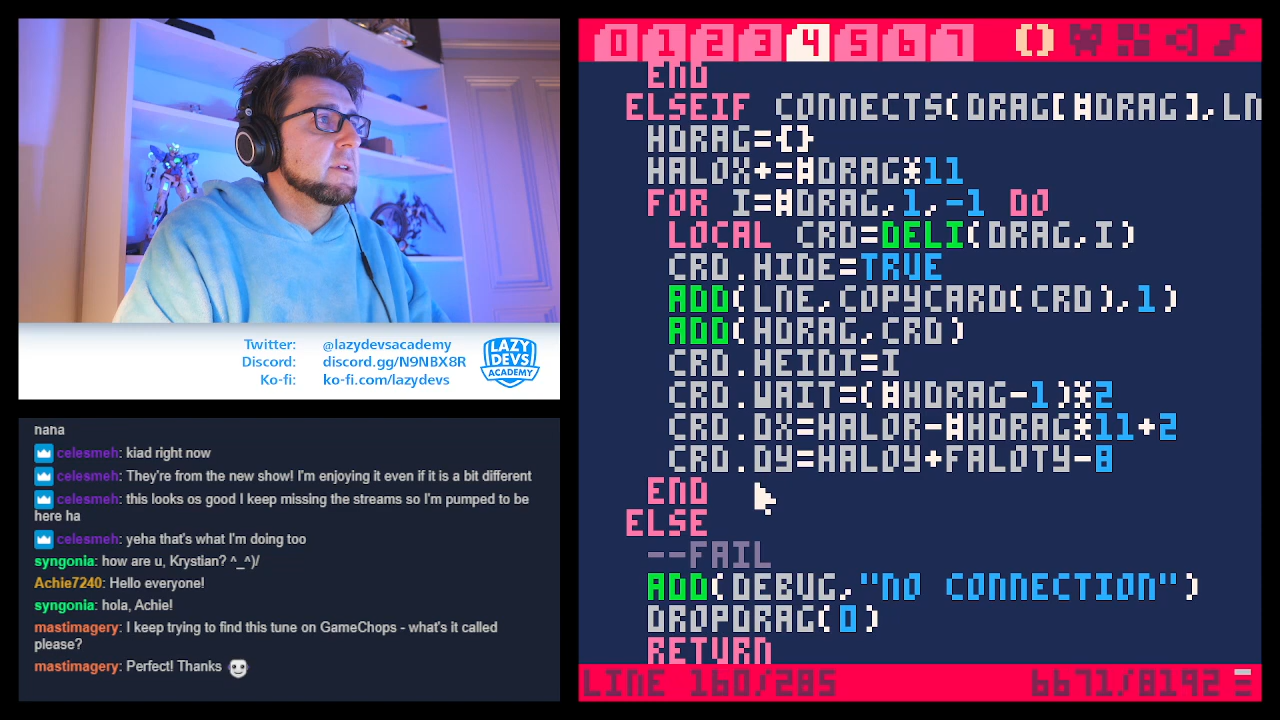 Twitter: @lazydevsacademy
Discord: discord.gg/N9NBX8R
Ko-fi: ko-fi.com/lazydevs
LAZY
DEVS
ACADEMY
nana
celesmeh: kiad right now
celesmeh: They're from the new show! I'm enjoying it even if it is a bit different
celesmeh: this looks os good I keep missing the streams so I'm pumped to
be here ha
celesmeh: yeha that's what I'm doing too
syngonia: how are u, Krystian? ^_^)/
Achie7240: Hello everyone!
syngonia: hola, Achie!
mastimagery: I keep trying to find this tune on GameChops - what's it called
please?
mastimagery: Perfect! Thanks
0 1 2 3 4 5 6 7 ()
END
ELSEIF CONNECTS(DRAG[#DRAG],LN
HDRAG={}
HALOX+=#DRAG*11
FOR I=#DRAG,1,-1 DO
LOCAL CRD=DELI(DRAG,I)
CRD.HIDE=TRUE
ADD(LNE,COPYCARD(CRD),1)
ADD(HDRAG,CRD)
CRD.HEIDI=I
CRD.WAIT=(#HDRAG-1)*2
CRD.DX=HALOR-#HDRAG*11+2
CRD.DY=HALOY+FALOTY-8
END
ELSE
--FAIL
ADD(DEBUG,"NO CONNECTION")
DROPDRAG(0)
RETURN
LINE 160/285 6671/8192